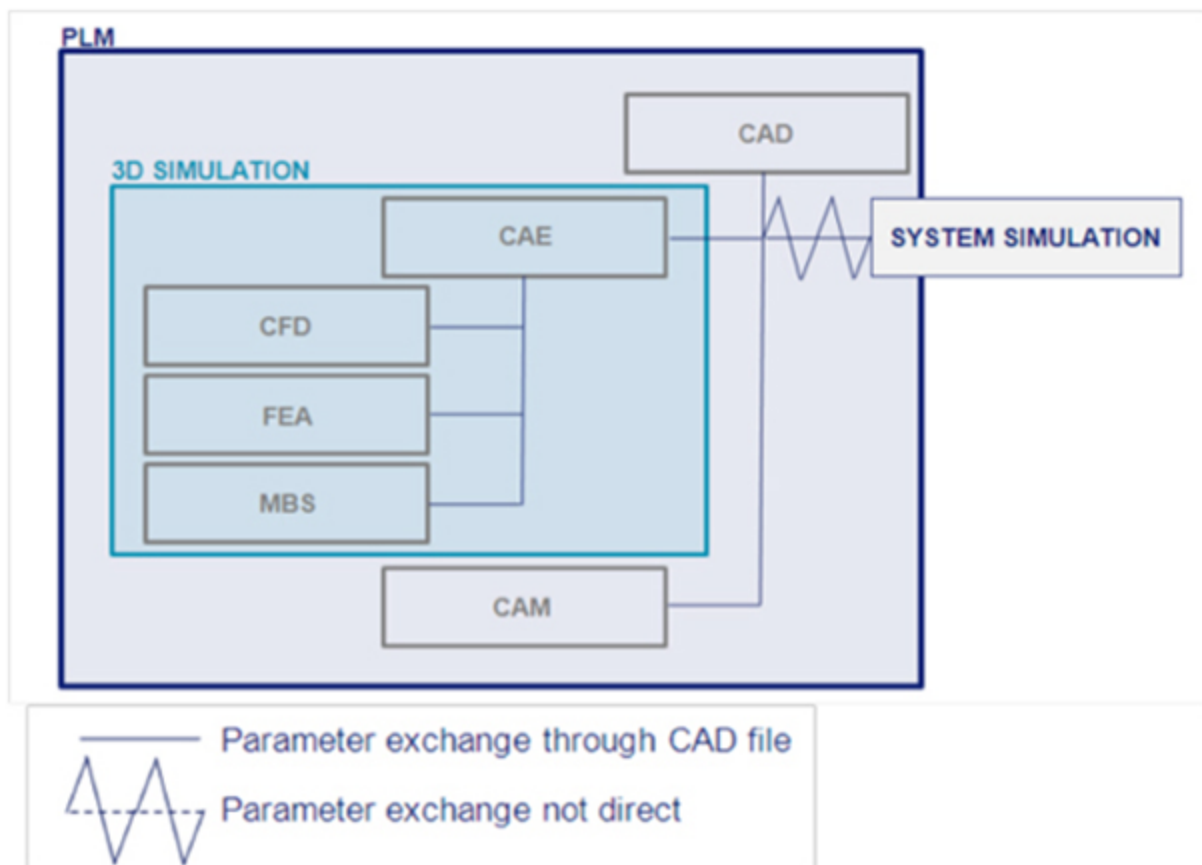 PLM
CAD
3D SIMULATION
CAE
SYSTEM SIMULATION
CFD
FEA
MBS
CAM
Parameter exchange through CAD file
Parameter exchange not direct